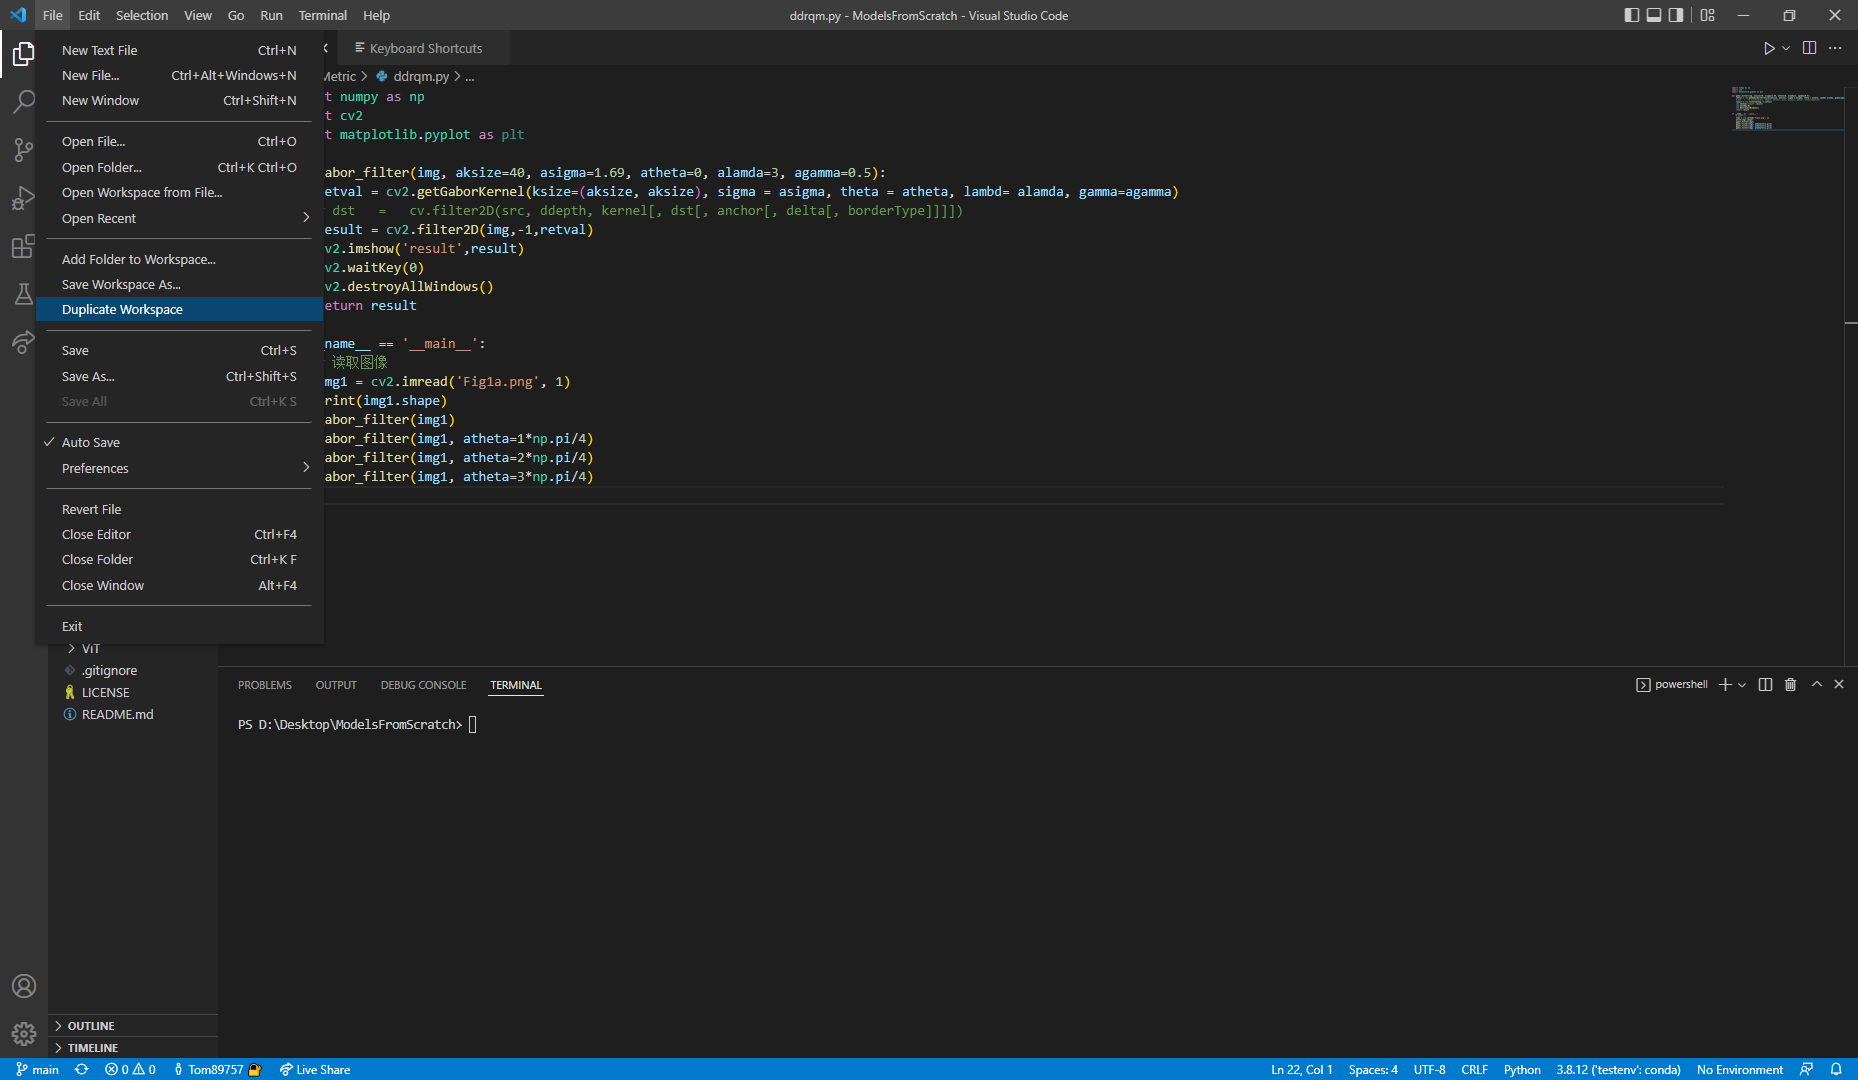 File Edit Selection View Go Run Terminal Help
ddrqm.py - ModelsFromScratch - Visual Studio Code
New Text File Ctrl+N
New File... Ctrl+Alt+Windows+N
New Window Ctrl+Shift+N
Open File... Ctrl+O
Open Folder... Ctrl+K Ctrl+O
Open Workspace from File...
Open Recent
Add Folder to Workspace...
Save Workspace As...
Duplicate Workspace
Save Ctrl+S
Save As... Ctrl+Shift+S
Save All Ctrl+K S
Auto Save
Preferences
Revert File
Close Editor Ctrl+F4
Close Folder Ctrl+K F
Close Window Alt+F4
Exit
Keyboard Shortcuts
Metric > ddrqm.py > ...
t numpy as np
t cv2
t matplotlib.pyplot as plt
abor_filter(img, aksize=40, asigma=1.69, atheta=0, alamda=3, agamma=0.5):
etval = cv2.getGaborKernel(ksize=(aksize, aksize), sigma = asigma, theta = atheta, lambd= alamda, gamma=agamma)
dst = cv.filter2D(src, ddepth, kernel[, dst[, anchor[, delta[, borderType]]]])
esult = cv2.filter2D(img,-1,retval)
v2.imshow('result',result)
v2.waitKey(0)
v2.destroyAllWindows()
eturn result
name__ == '__main__':
读取图像
mg1 = cv2.imread('Fig1a.png', 1)
rint(img1.shape)
abor_filter(img1)
abor_filter(img1, atheta=1*np.pi/4)
abor_filter(img1, atheta=2*np.pi/4)
abor_filter(img1, atheta=3*np.pi/4)
ViT
.gitignore
LICENSE
README.md
OUTLINE
TIMELINE
PROBLEMS OUTPUT DEBUG CONSOLE TERMINAL
powershell
PS D:\Desktop\ModelsFromScratch>
main 0 0 Tom89757 Live Share
Ln 22, Col 1 Spaces: 4 UTF-8 CRLF Python 3.8.12 ('testenv': conda) No Environment